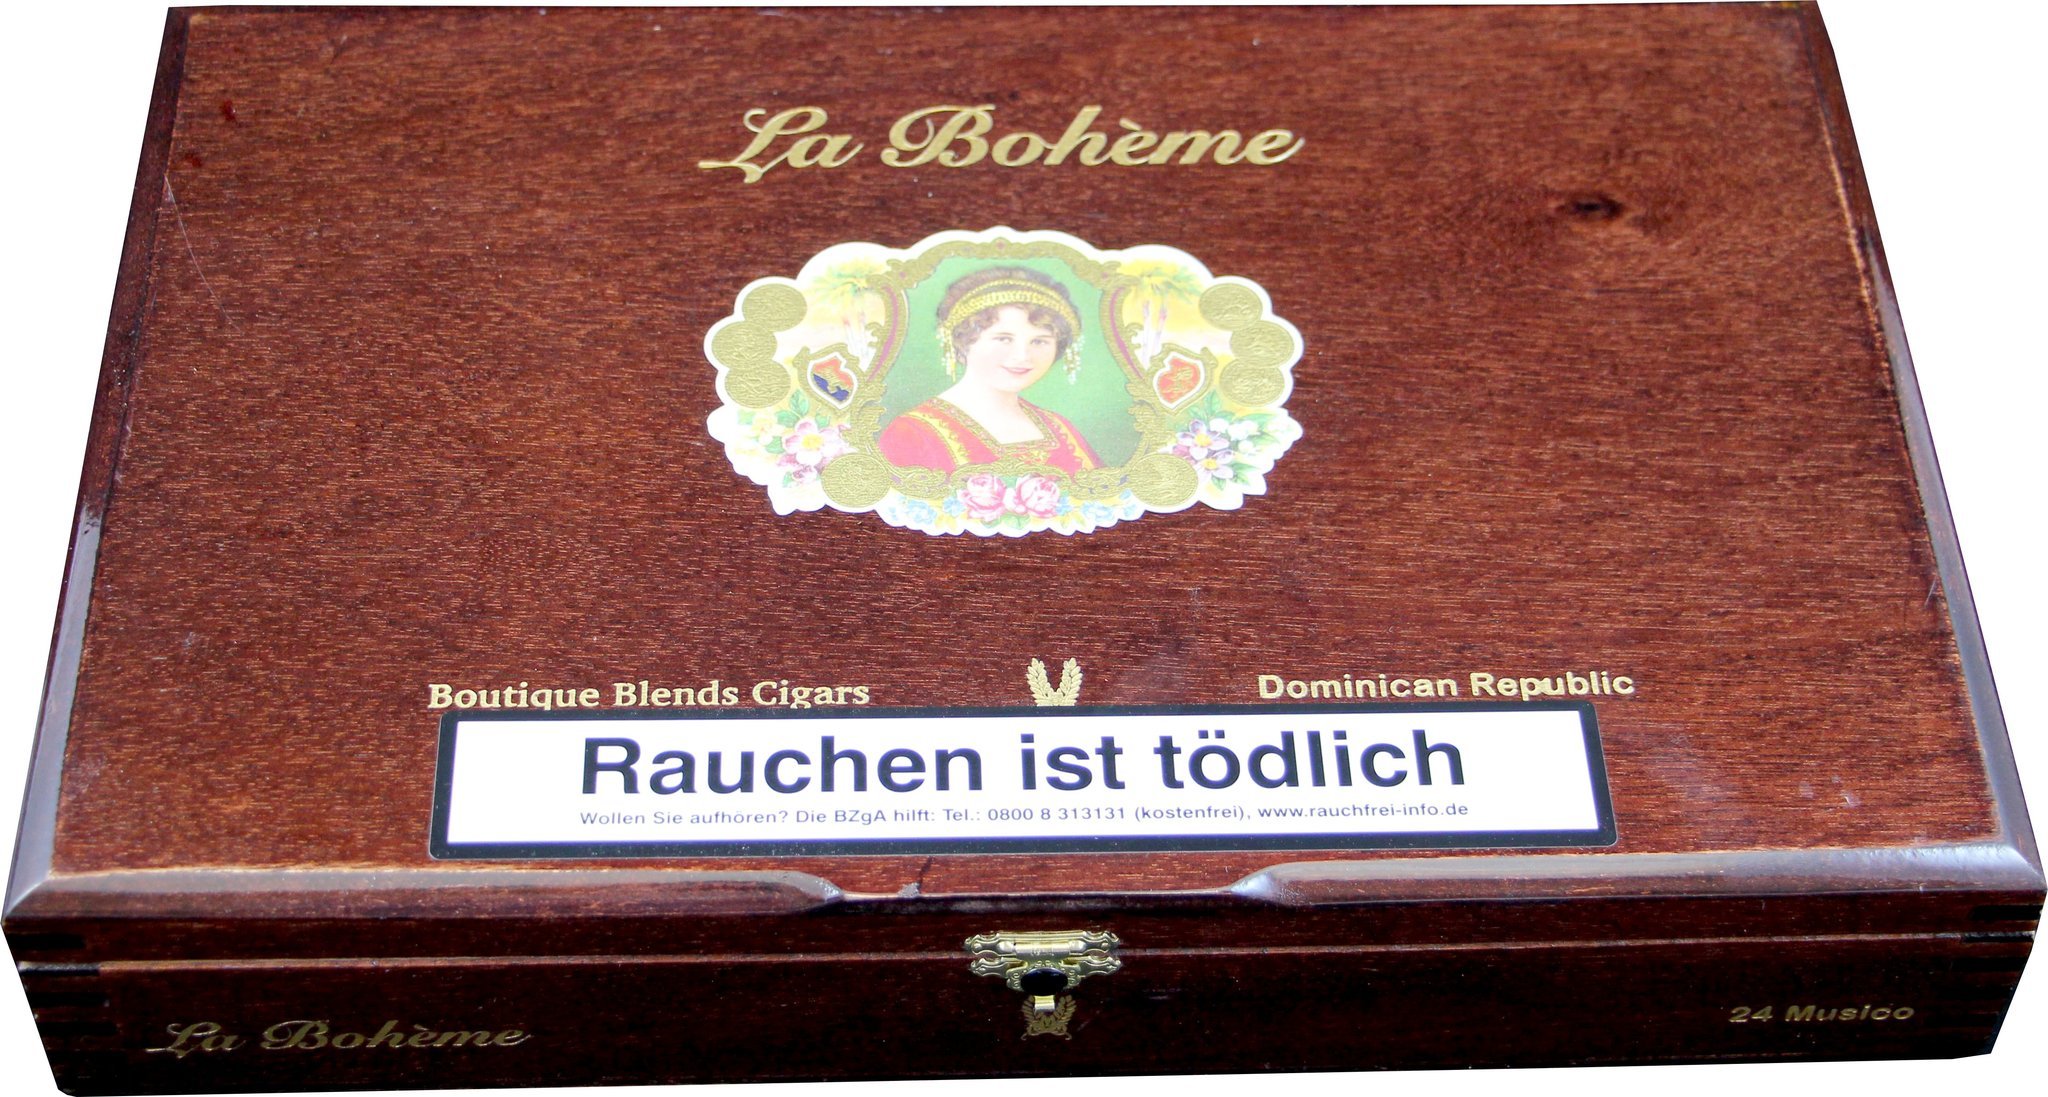 La Bohème
Boutique Blends Cigars
Dominican Republic
Rauchen ist tödlich
Wollen Sie aufhören? Die BZgA hilft: Tel.: 0800 8 313131 (kostenfrei), www.rauchfrei-info.de
La Bohème
24 Musico